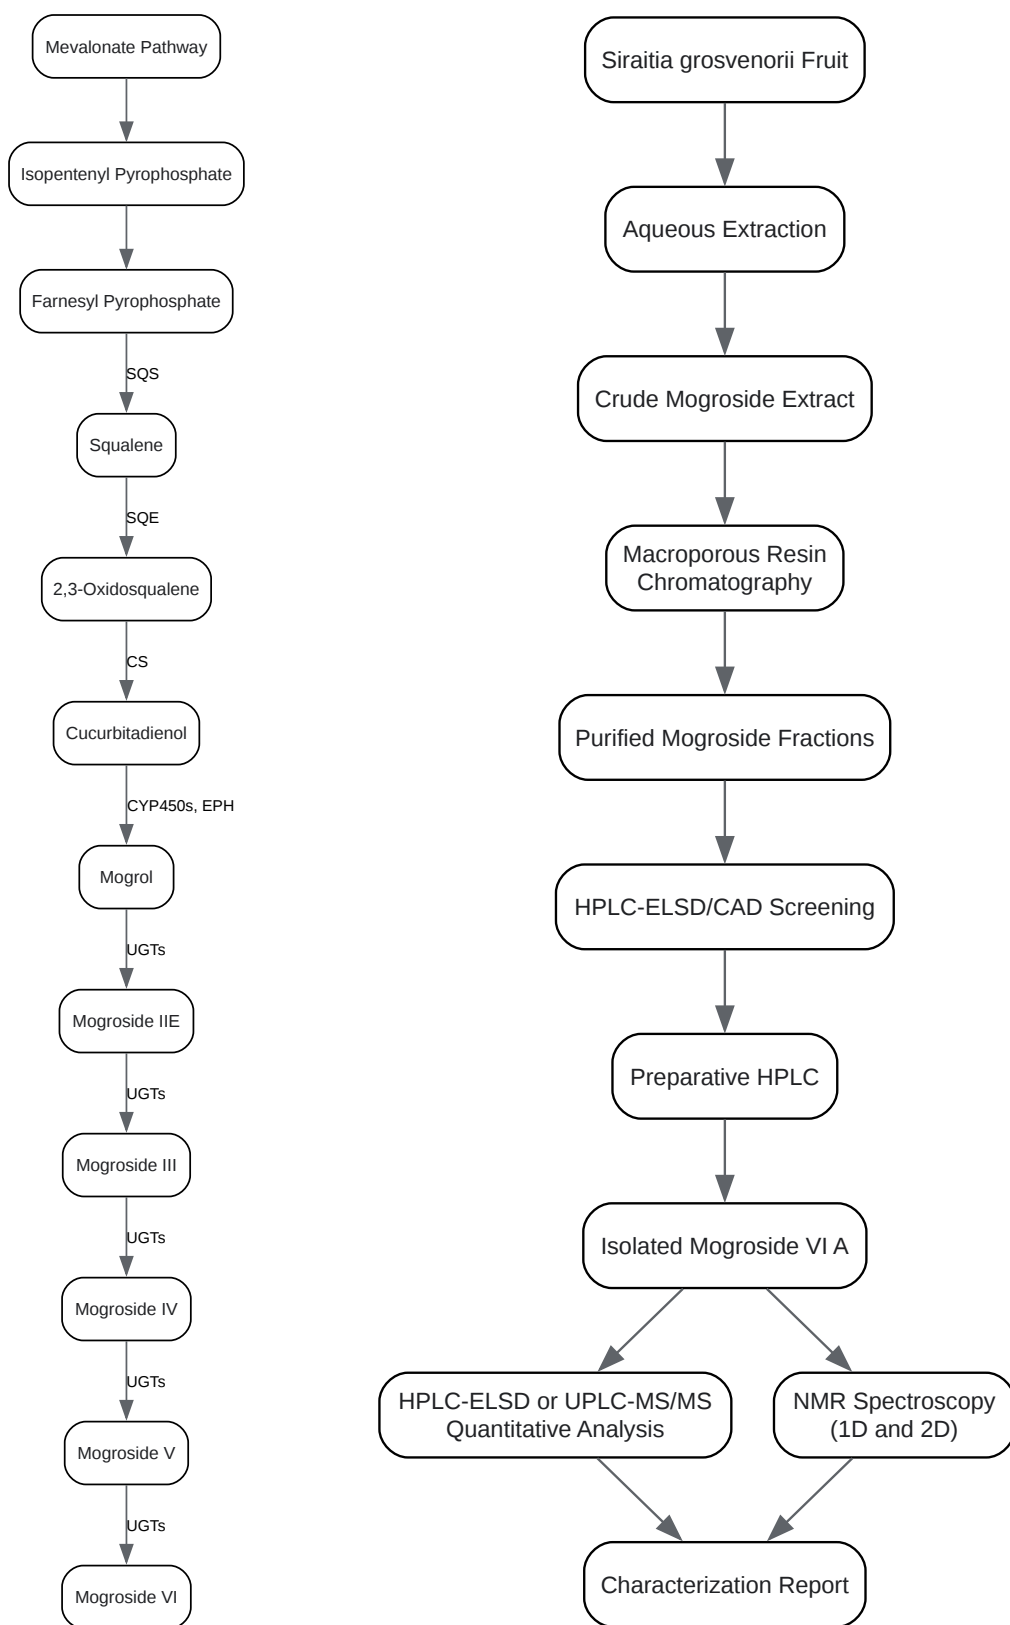 Mevalonate Pathway
Isopentenyl Pyrophosphate
Farnesyl Pyrophosphate
SQS
Squalene
SQE
2,3-Oxidosqualene
CS
Cucurbitadienol
CYP450s, EPH
Mogrol
UGTs
Mogroside IIE
UGTs
Mogroside III
UGTs
Mogroside IV
UGTs
Mogroside V
UGTs
Mogroside VI
Siraitia grosvenorii Fruit
Aqueous Extraction
Crude Mogroside Extract
Macroporous Resin
Chromatography
Purified Mogroside Fractions
HPLC-ELSD/CAD Screening
Preparative HPLC
Isolated Mogroside VI A
HPLC-ELSD or UPLC-MS/MS
Quantitative Analysis
NMR Spectroscopy
(1D and 2D)
Characterization Report